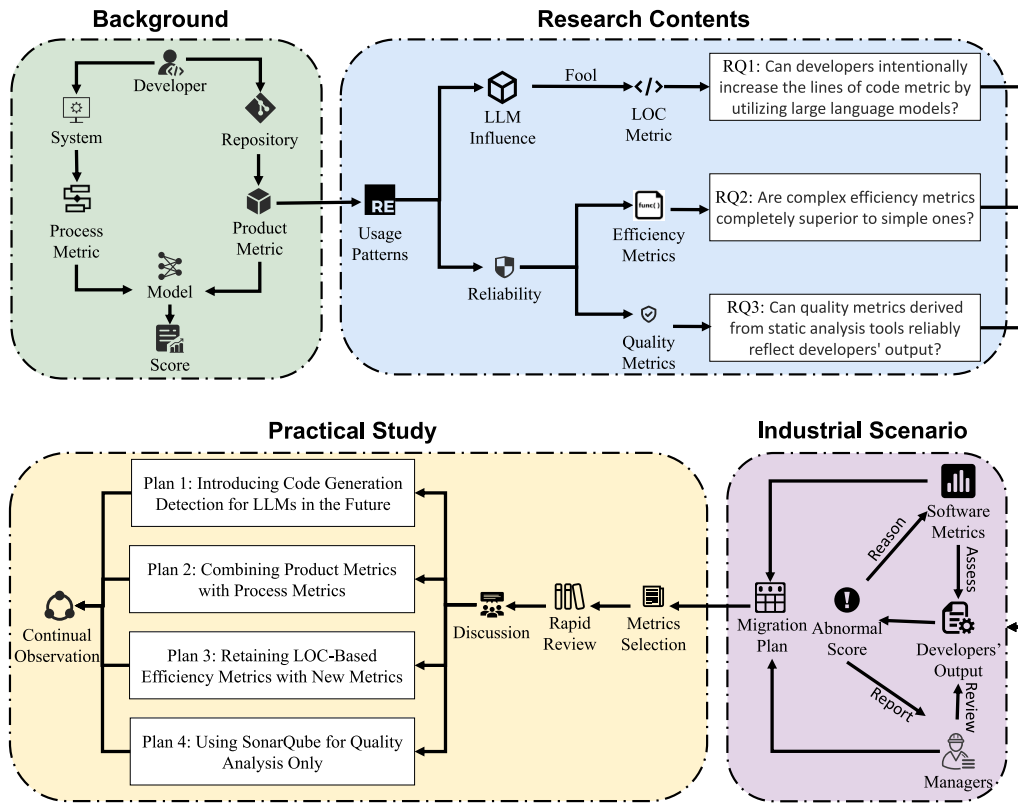 Background
Developer
System
Repository
Process
Metric
Product
Metric
Model
Score
Research Contents
RE
Usage
Patterns
LLM
Influence
Fool
</>
LOC
Metric
RQ1: Can developers intentionally
increase the lines of code metric by
utilizing large language models?
Reliability
func()
Efficiency
Metrics
RQ2: Are complex efficiency metrics
completely superior to simple ones?
Quality
Metrics
RQ3: Can quality metrics derived
from static analysis tools reliably
reflect developers' output?
Practical Study
Plan 1: Introducing Code Generation
Detection for LLMs in the Future
Plan 2: Combining Product Metrics
with Process Metrics
Plan 3: Retaining LOC-Based
Efficiency Metrics with New Metrics
Plan 4: Using SonarQube for Quality
Analysis Only
Continual
Observation
Discussion
Rapid
Review
Metrics
Selection
Industrial Scenario
Software
Metrics
Reason
Assess
Migration
Plan
Abnormal
Score
Developers'
Output
Report
Review
Managers